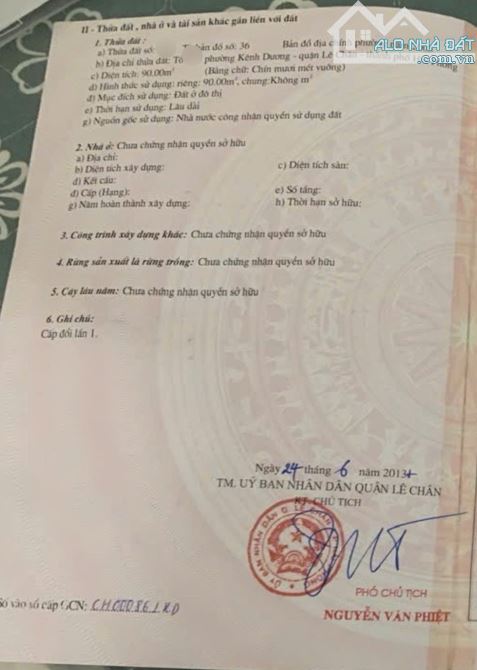 ALO NHÀ ĐẤT
.com.vn
II - Thửa đất, nhà ở và tài sản khác gắn liền với đất
1. Thửa đất:
a) Thửa đất số: bản đồ số: 36 Bản đồ địa chính phường
b) Địa chỉ thửa đất: Tổ phường Kênh Dương - quận Lê Chân - thành phố
c) Diện tích: 90.00m² (Bằng chữ: Chín mươi mét vuông)
d) Hình thức sử dụng: riêng: 90.00m², chung:Không m²
đ) Mục đích sử dụng: Đất ở đô thị
e) Thời hạn sử dụng: Lâu dài
g) Nguồn gốc sử dụng: Nhà nước công nhận quyền sử dụng đất
2. Nhà ở: Chưa chứng nhận quyền sở hữu
a) Địa chỉ:
b) Diện tích xây dựng: c) Diện tích sàn:
d) Kết cấu:
đ) Cấp (Hạng): e) Số tầng:
g) Năm hoàn thành xây dựng: h) Thời hạn sở hữu:
3. Công trình xây dựng khác: Chưa chứng nhận quyền sở hữu
4. Rừng sản xuất là rừng trồng: Chưa chứng nhận quyền sở hữu
5. Cây lâu năm: Chưa chứng nhận quyền sở hữu
6. Ghi chú:
Cấp đổi lần 1.
Ngày 24 tháng 6 năm 2013
TM. UỶ BAN NHÂN DÂN QUẬN LÊ CHÂN
KT. CHỦ TỊCH
PHÓ CHỦ TỊCH
Số vào sổ cấp GCN: CH00086/KD
NGUYỄN VĂN PHIỆT